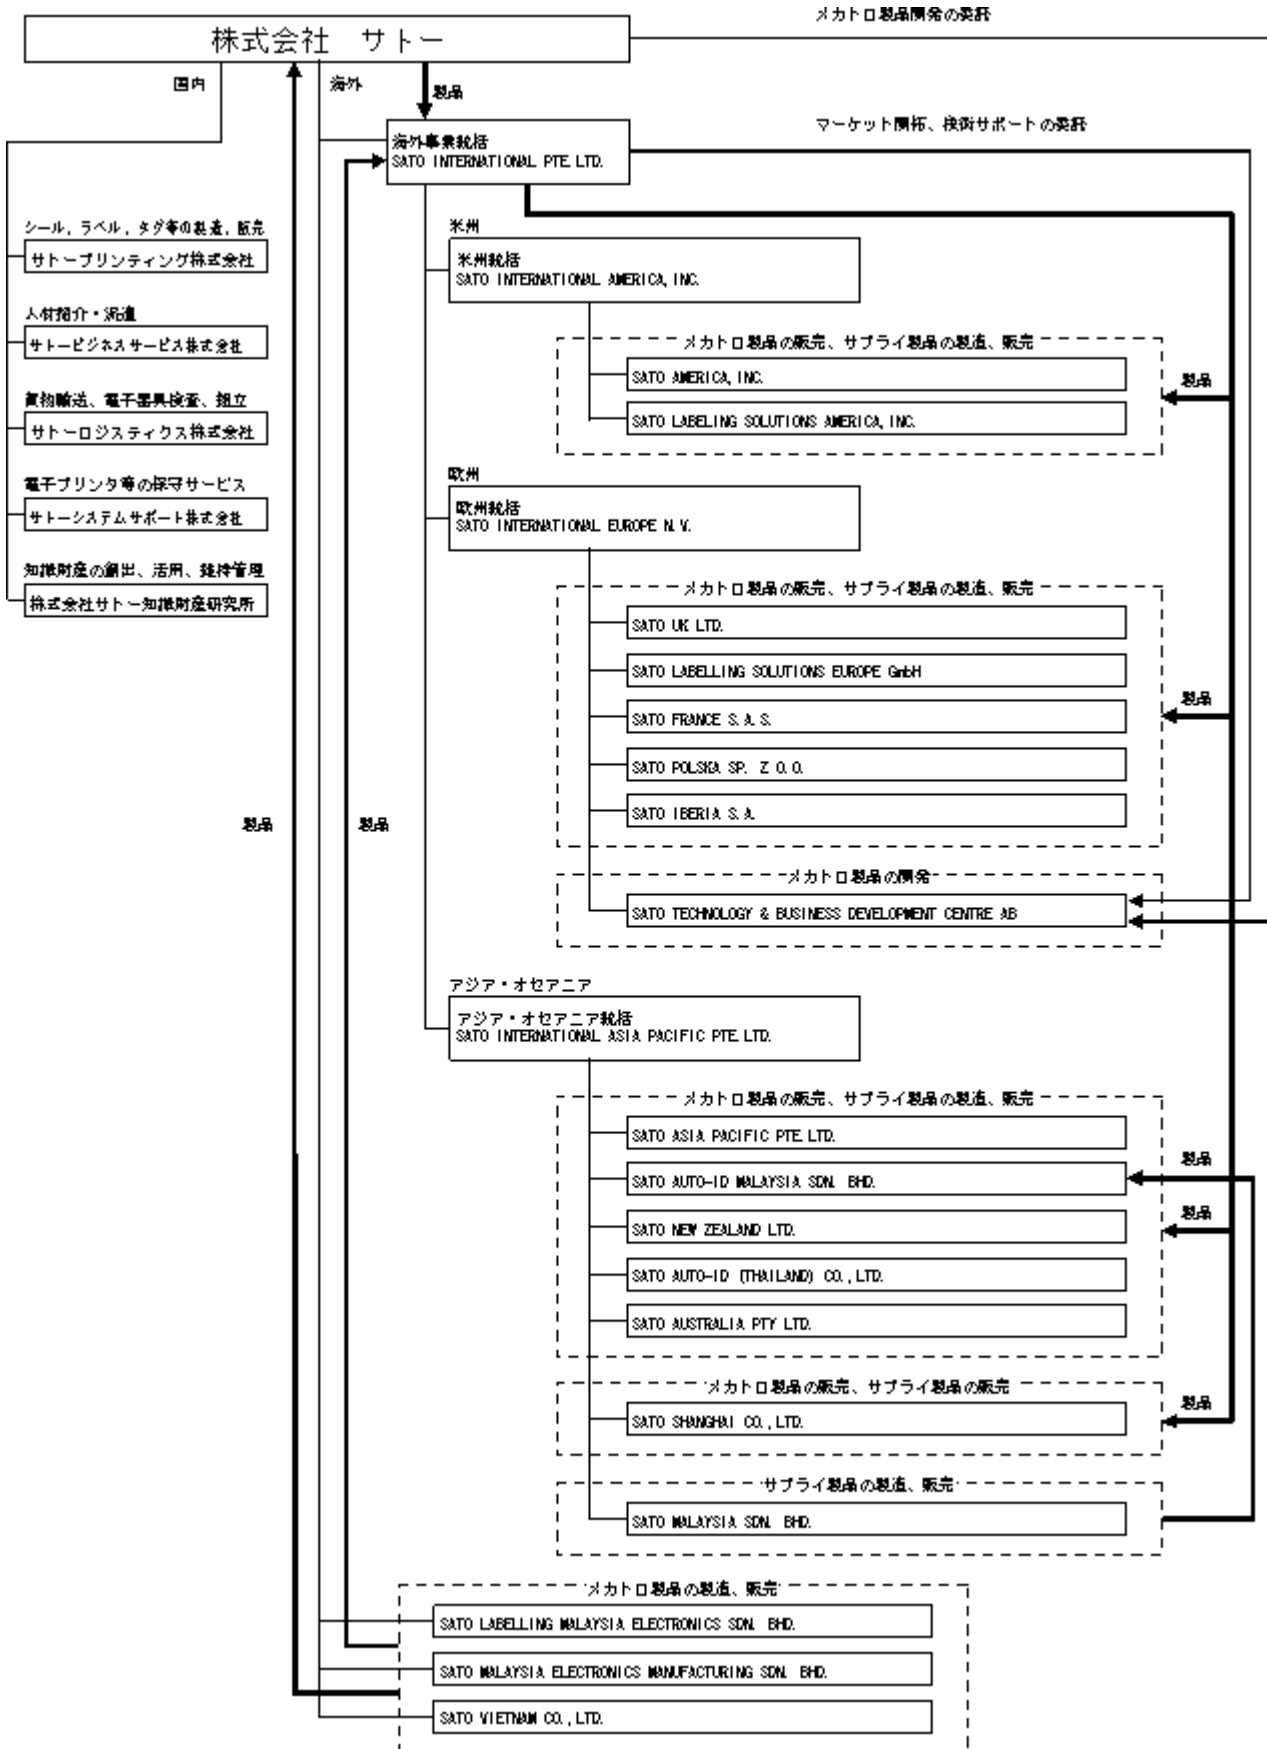 メカトロ製品開発の委託
株式会社　サトー
国内
海外
製品
マーケット開拓、技術サポートの委託
海外事業統括
SATO INTERNATIONAL PTE.LTD.
シール, ラベル, タグ等の製造, 販売
サトープリンティング株式会社
人材紹介・派遣
サトービジネスサービス株式会社
貨物輸送、電子器具検査、組立
サトーロジスティクス株式会社
電子プリンタ等の保守サービス
サトーシステムサポート株式会社
知識財産の創出、活用、維持管理
株式会社サトー知識財産研究所
米州
米州統括
SATO INTERNATIONAL AMERICA, INC.
メカトロ製品の販売、サプライ製品の製造、販売
SATO AMERICA, INC.
SATO LABELING SOLUTIONS AMERICA, INC.
製品
欧州
欧州統括
SATO INTERNATIONAL EUROPE N.V.
メカトロ製品の販売、サプライ製品の製造、販売
SATO UK LTD.
SATO LABELLING SOLUTIONS EUROPE GmbH
SATO FRANCE S.A.S.
SATO POLSKA SP. Z O.O.
SATO IBERIA S.A.
製品
製品
製品
メカトロ製品の開発
SATO TECHNOLOGY & BUSINESS DEVELOPMENT CENTRE AB
アジア・オセアニア
アジア・オセアニア統括
SATO INTERNATIONAL ASIA PACIFIC PTE.LTD.
メカトロ製品の販売、サプライ製品の製造、販売
SATO ASIA PACIFIC PTE.LTD.
SATO AUTO-ID MALAYSIA SDN. BHD.
SATO NEW ZEALAND LTD.
SATO AUTO-ID (THAILAND) CO.,LTD.
SATO AUSTRALIA PTY LTD.
製品
製品
メカトロ製品の販売、サプライ製品の販売
SATO SHANGHAI CO.,LTD.
製品
サプライ製品の製造、販売
SATO MALAYSIA SDN. BHD.
メカトロ製品の製造、販売
SATO LABELLING MALAYSIA ELECTRONICS SDN. BHD.
SATO MALAYSIA ELECTRONICS MANUFACTURING SDN. BHD.
SATO VIETNAM CO.,LTD.